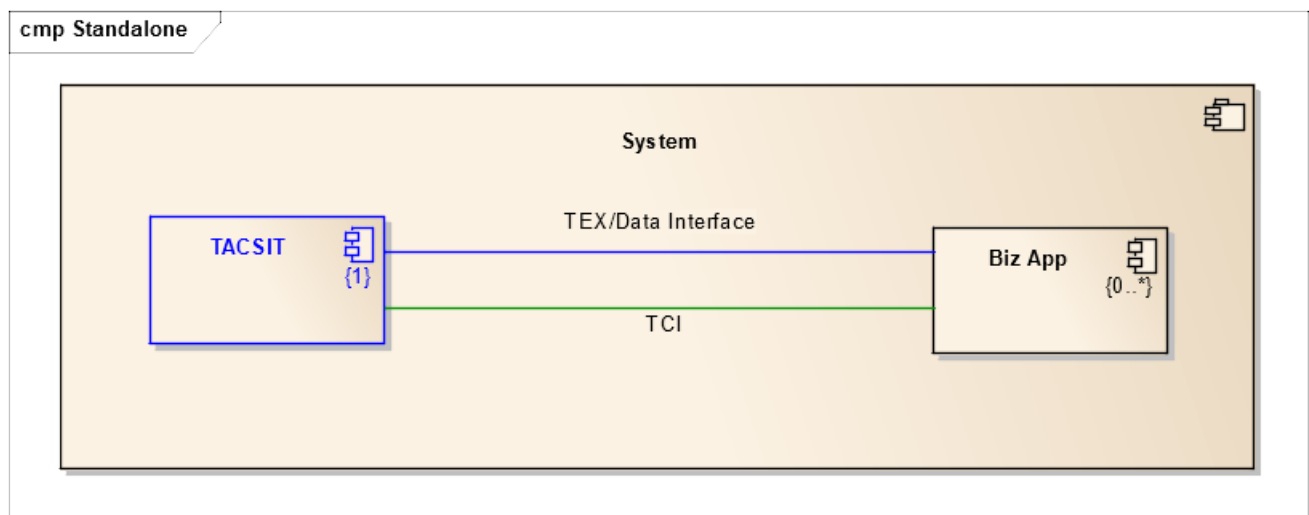 cmp Standalone
System
TEX/Data Interface
TACSIT
{1}
Biz App
{0..*}
TCI